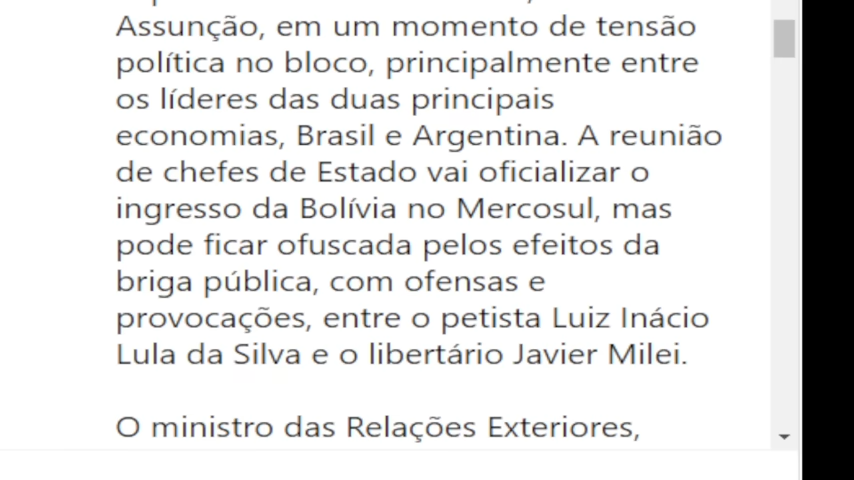 Assunção, em um momento de tensão
política no bloco, principalmente entre
os líderes das duas principais
economias, Brasil e Argentina. A reunião
de chefes de Estado vai oficializar o
ingresso da Bolívia no Mercosul, mas
pode ficar ofuscada pelos efeitos da
briga pública, com ofensas e
provocações, entre o petista Luiz Inácio
Lula da Silva e o libertário Javier Milei.
O ministro das Relações Exteriores,